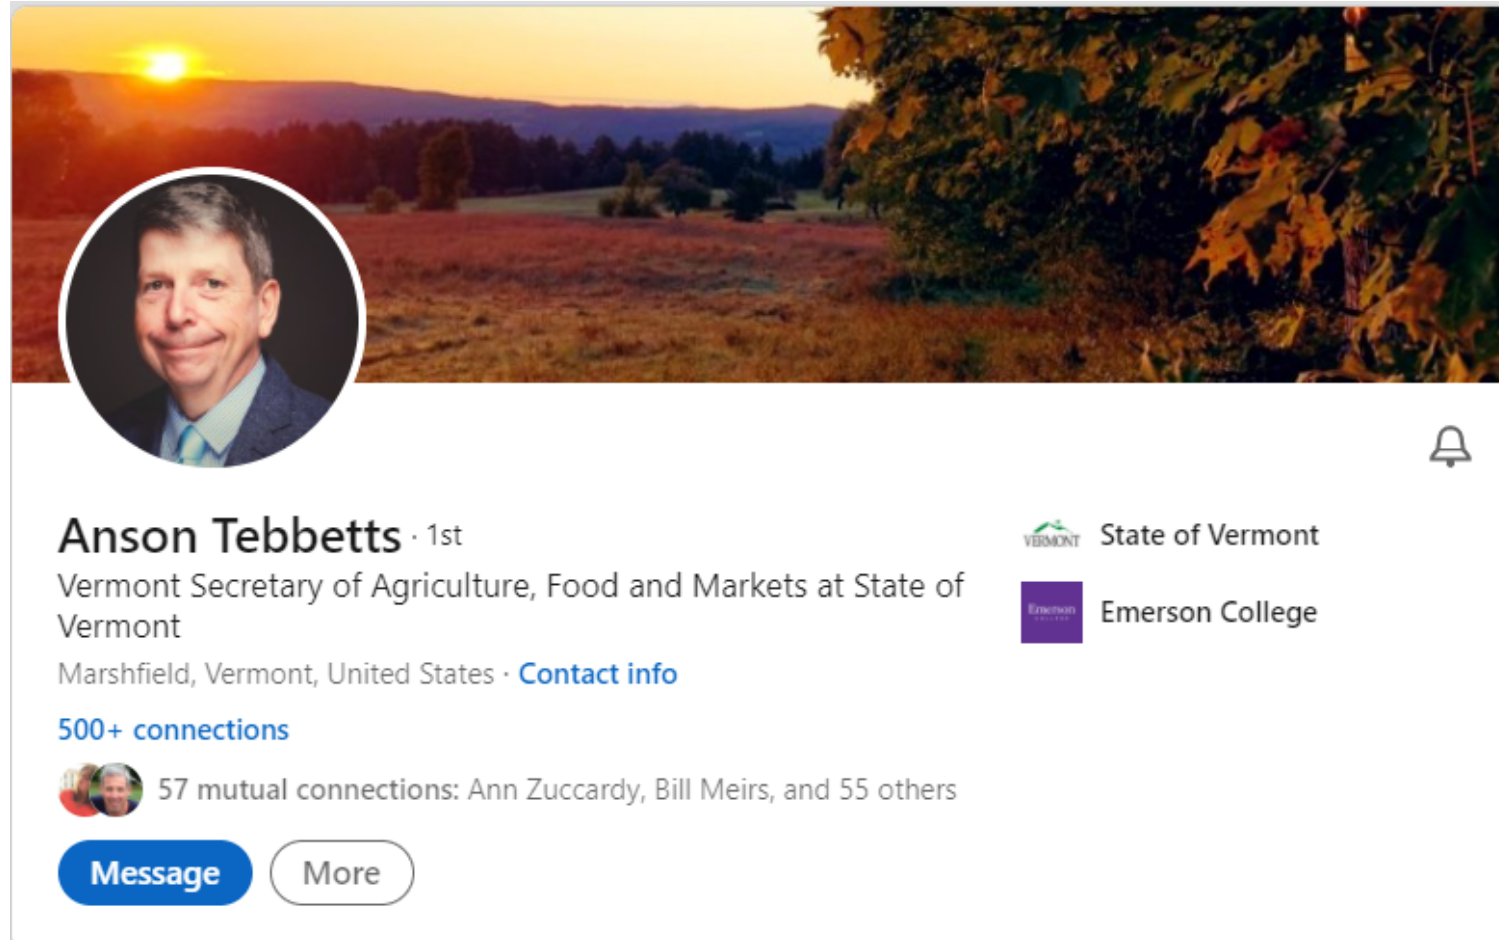 Anson Tebbetts · 1st
Vermont Secretary of Agriculture, Food and Markets at State of
Vermont
Marshfield, Vermont, United States · Contact info
500+ connections
57 mutual connections: Ann Zuccardy, Bill Meirs, and 55 others
Message
More
VERMONT
State of Vermont
Emerson
COLLEGE
Emerson College